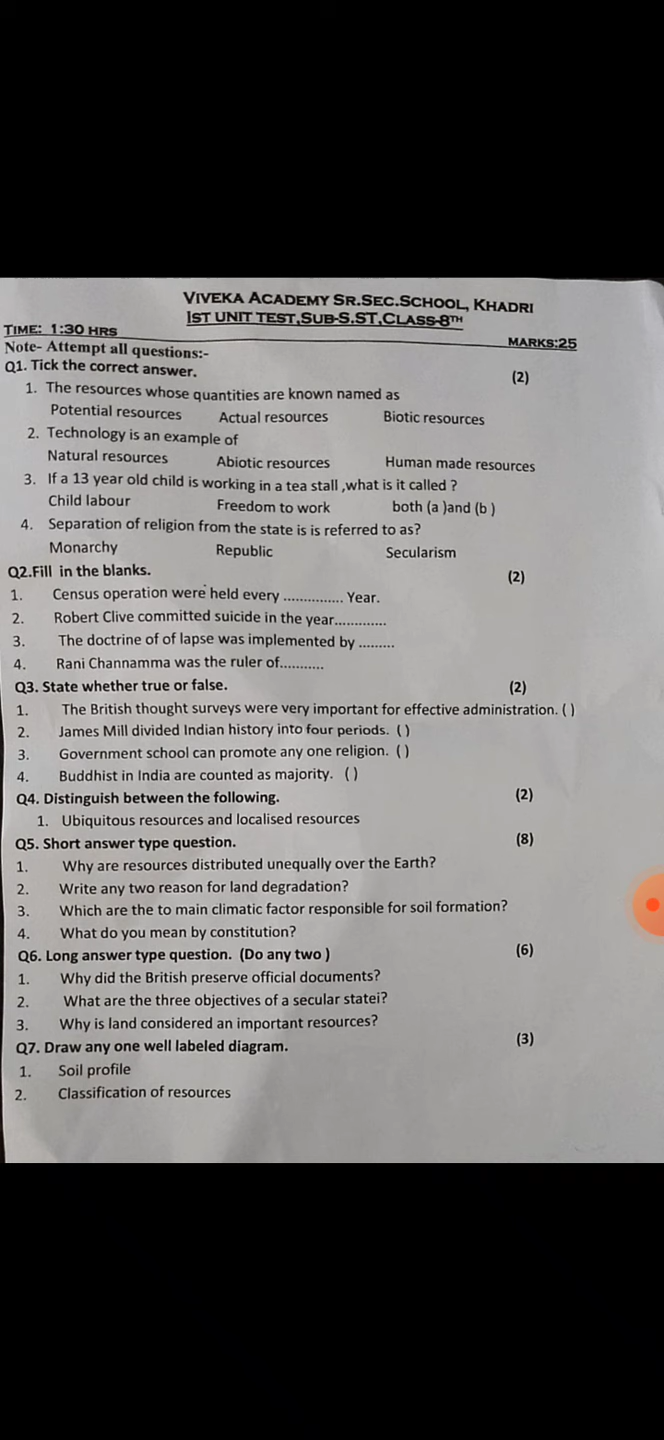 VIVEKA ACADEMY SR.SEC.SCHOOL, KHADRI
IST UNIT TEST,SUB-S.ST,CLASS-8TH
TIME: 1:30 HRS MARKS:25
Note- Attempt all questions:-
Q1. Tick the correct answer. (2)
1. The resources whose quantities are known named as
Potential resources Actual resources Biotic resources
2. Technology is an example of
Natural resources Abiotic resources Human made resources
3. If a 13 year old child is working in a tea stall ,what is it called ?
Child labour Freedom to work both (a )and (b )
4. Separation of religion from the state is is referred to as?
Monarchy Republic Secularism
Q2.Fill in the blanks. (2)
1. Census operation were held every ............... Year.
2. Robert Clive committed suicide in the year.............
3. The doctrine of of lapse was implemented by .........
4. Rani Channamma was the ruler of...........
Q3. State whether true or false. (2)
1. The British thought surveys were very important for effective administration. ( )
2. James Mill divided Indian history into four periods. ( )
3. Government school can promote any one religion. ( )
4. Buddhist in India are counted as majority. ( )
Q4. Distinguish between the following. (2)
1. Ubiquitous resources and localised resources
Q5. Short answer type question. (8)
1. Why are resources distributed unequally over the Earth?
2. Write any two reason for land degradation?
3. Which are the to main climatic factor responsible for soil formation?
4. What do you mean by constitution?
Q6. Long answer type question. (Do any two ) (6)
1. Why did the British preserve official documents?
2. What are the three objectives of a secular statei?
3. Why is land considered an important resources?
Q7. Draw any one well labeled diagram. (3)
1. Soil profile
2. Classification of resources